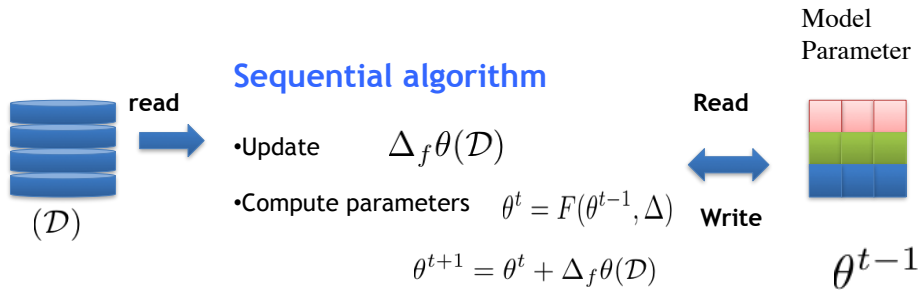 Model
Parameter
Sequential algorithm
read
Read
•Update Δ_f θ(𝒟)
•Compute parameters θ^t = F(θ^{t−1}, Δ)
Write
(𝒟)
θ^{t+1} = θ^t + Δ_f θ(𝒟)
θ^{t−1}